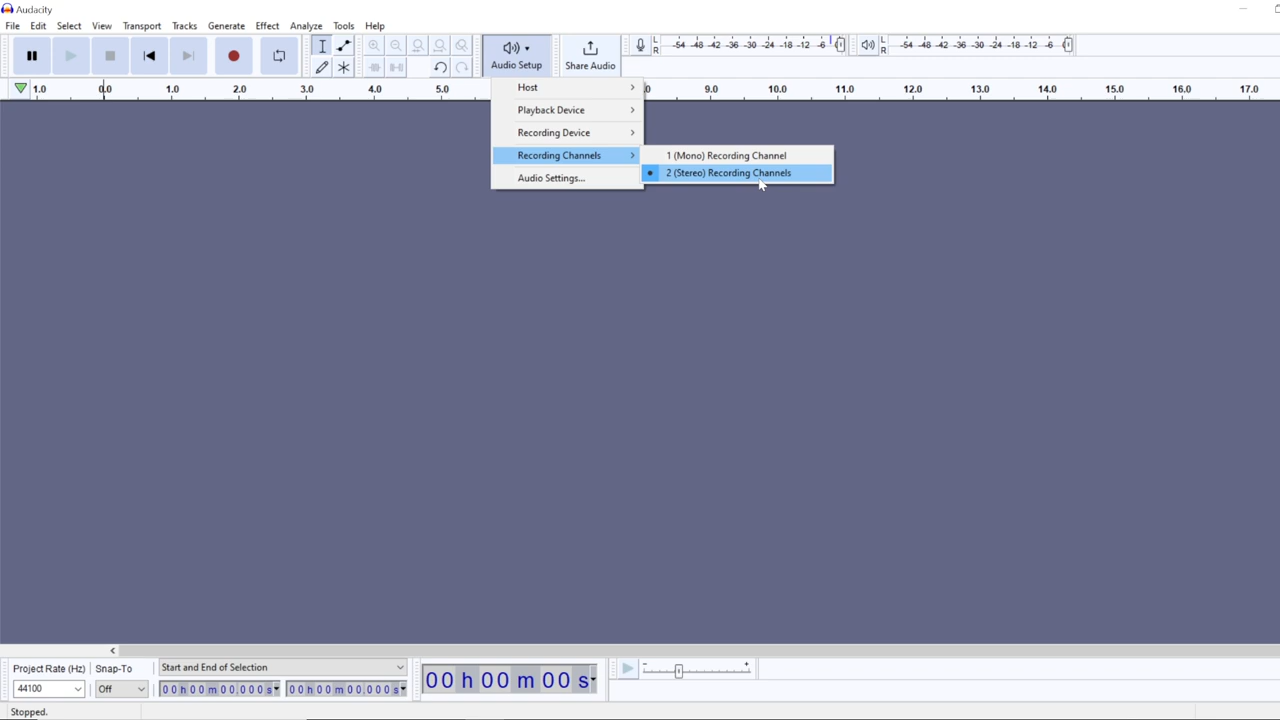 Audacity
File Edit Select View Transport Tracks Generate Effect Analyze Tools Help
Audio Setup
Share Audio
L R -54 -48 -42 -36 -30 -24 -18 -12 -6
L R -54 -48 -42 -36 -30 -24 -18 -12 -6
1.0 0.0 1.0 2.0 3.0 4.0 5.0 9.0 10.0 11.0 12.0 13.0 14.0 15.0 16.0 17.0
Host
Playback Device
Recording Device
Recording Channels
Audio Settings...
1 (Mono) Recording Channel
2 (Stereo) Recording Channels
Project Rate (Hz) Snap-To Start and End of Selection
44100 Off 00 h 00 m 00.000 s 00 h 00 m 00.000 s
00 h 00 m 00 s
- +
Stopped.